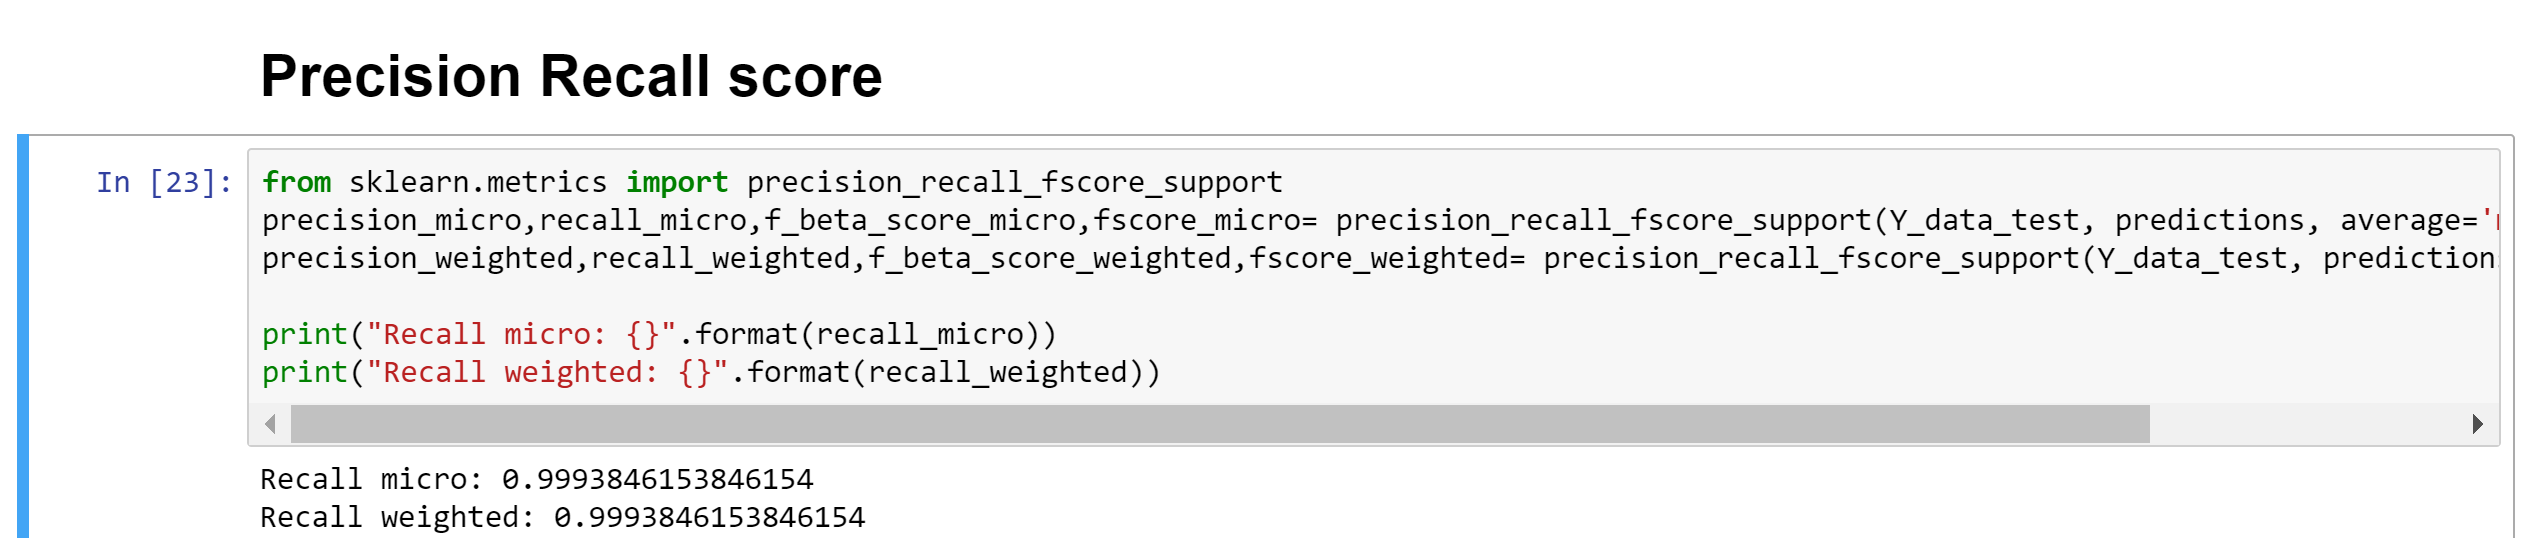 Precision Recall score
In [23]:
from sklearn.metrics import precision_recall_fscore_support
precision_micro,recall_micro,f_beta_score_micro,fscore_micro= precision_recall_fscore_support(Y_data_test, predictions, average='
precision_weighted,recall_weighted,f_beta_score_weighted,fscore_weighted= precision_recall_fscore_support(Y_data_test, prediction
print("Recall micro: {}".format(recall_micro))
print("Recall weighted: {}".format(recall_weighted))
Recall micro: 0.9993846153846154
Recall weighted: 0.9993846153846154